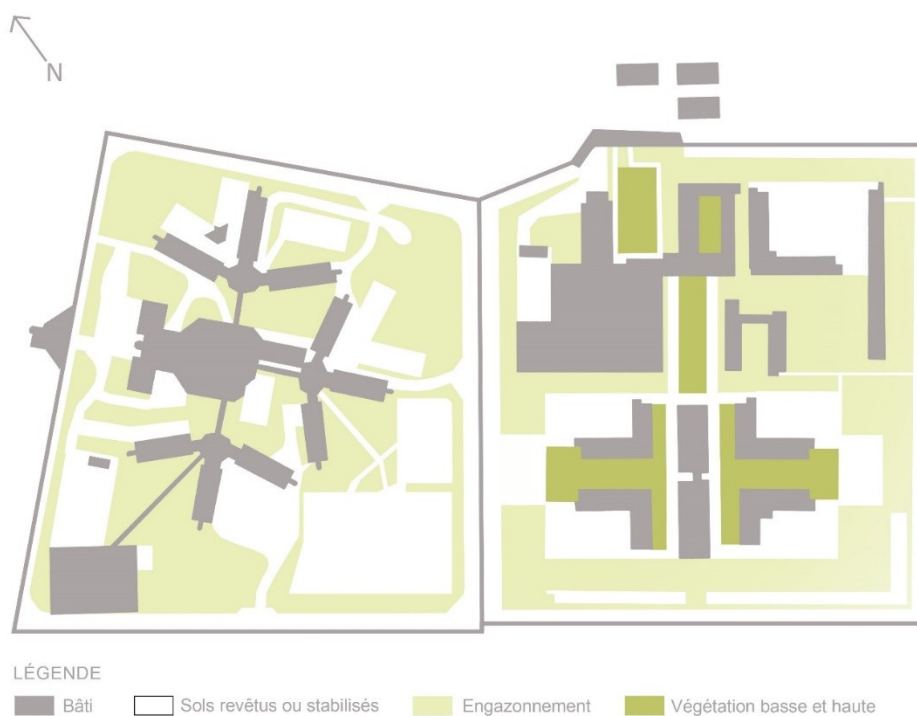 N
LÉGENDE
Bâti Sols revêtus ou stabilisés Engazonnement Végétation basse et haute